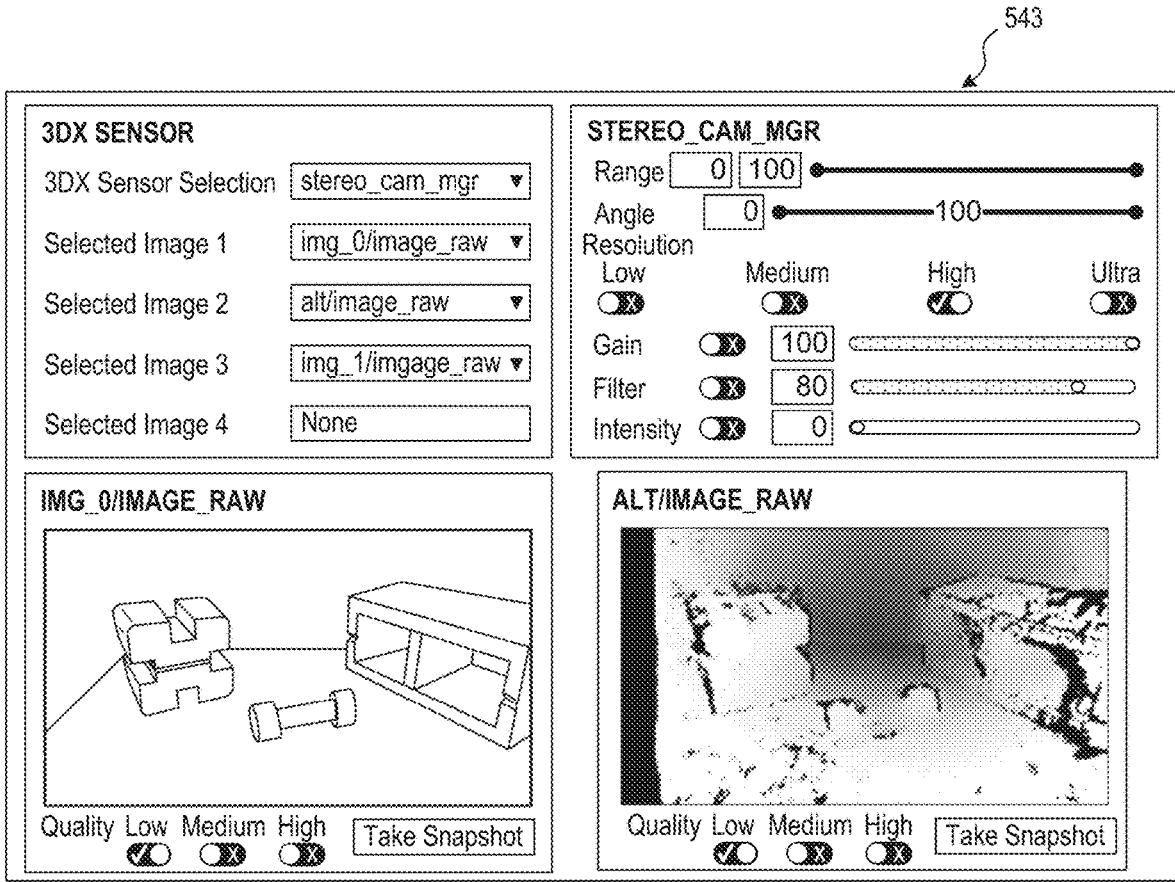 543
3DX SENSOR
3DX Sensor Selection stereo_cam_mgr
Selected Image 1 img_0/image_raw
Selected Image 2 alt/image_raw
Selected Image 3 img_1/imgage_raw
Selected Image 4 None
STEREO_CAM_MGR
Range 0 100
Angle 0 100
Resolution
Low Medium High Ultra
Gain 100
Filter 80
Intensity 0
IMG_0/IMAGE_RAW
Quality Low Medium High Take Snapshot
ALT/IMAGE_RAW
Quality Low Medium High Take Snapshot